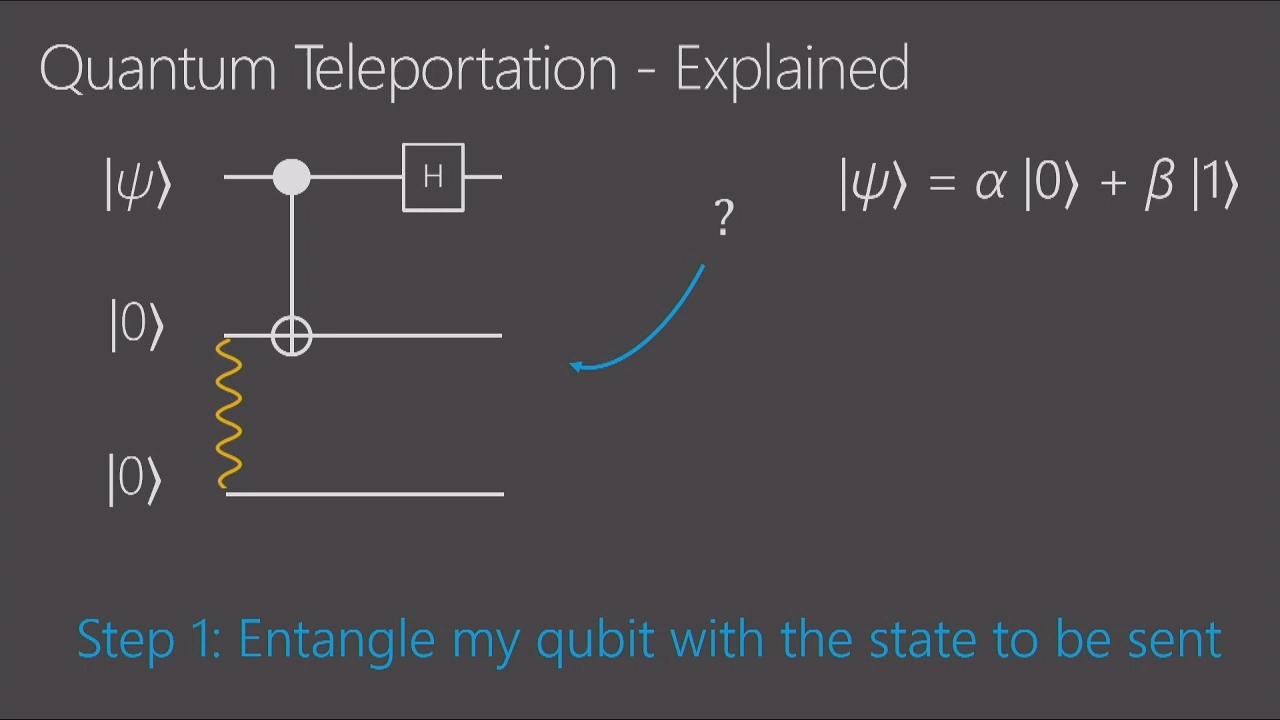 Quantum Teleportation - Explained
|ψ⟩
H
|ψ⟩ = α |0⟩ + β |1⟩
?
|0⟩
|0⟩
Step 1: Entangle my qubit with the state to be sent